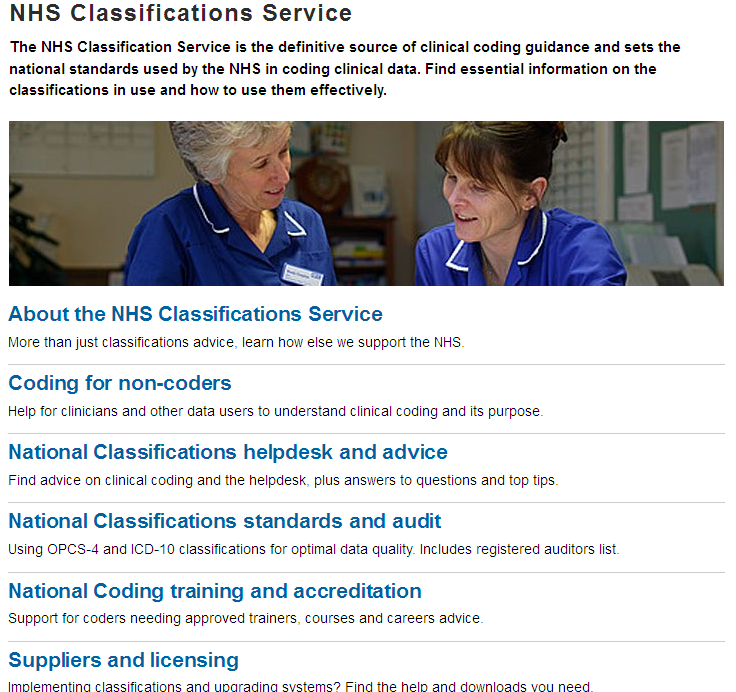 NHS Classifications Service
The NHS Classification Service is the definitive source of clinical coding guidance and sets the
national standards used by the NHS in coding clinical data. Find essential information on the
classifications in use and how to use them effectively.
About the NHS Classifications Service
More than just classifications advice, learn how else we support the NHS.
Coding for non-coders
Help for clinicians and other data users to understand clinical coding and its purpose.
National Classifications helpdesk and advice
Find advice on clinical coding and the helpdesk, plus answers to questions and top tips.
National Classifications standards and audit
Using OPCS-4 and ICD-10 classifications for optimal data quality. Includes registered auditors list.
National Coding training and accreditation
Support for coders needing approved trainers, courses and careers advice.
Suppliers and licensing
Implementing classifications and upgrading systems? Find the help and downloads you need.